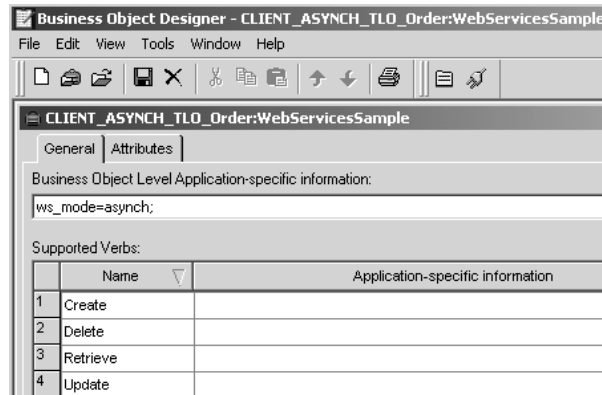 Business Object Designer - CLIENT_ASYNCH_TLO_Order:WebServicesSample
File Edit View Tools Window Help
CLIENT_ASYNCH_TLO_Order:WebServicesSample
General Attributes
Business Object Level Application-specific information:
ws_mode=asynch;
Supported Verbs:
Name Application-specific information
1 Create
2 Delete
3 Retrieve
4 Update